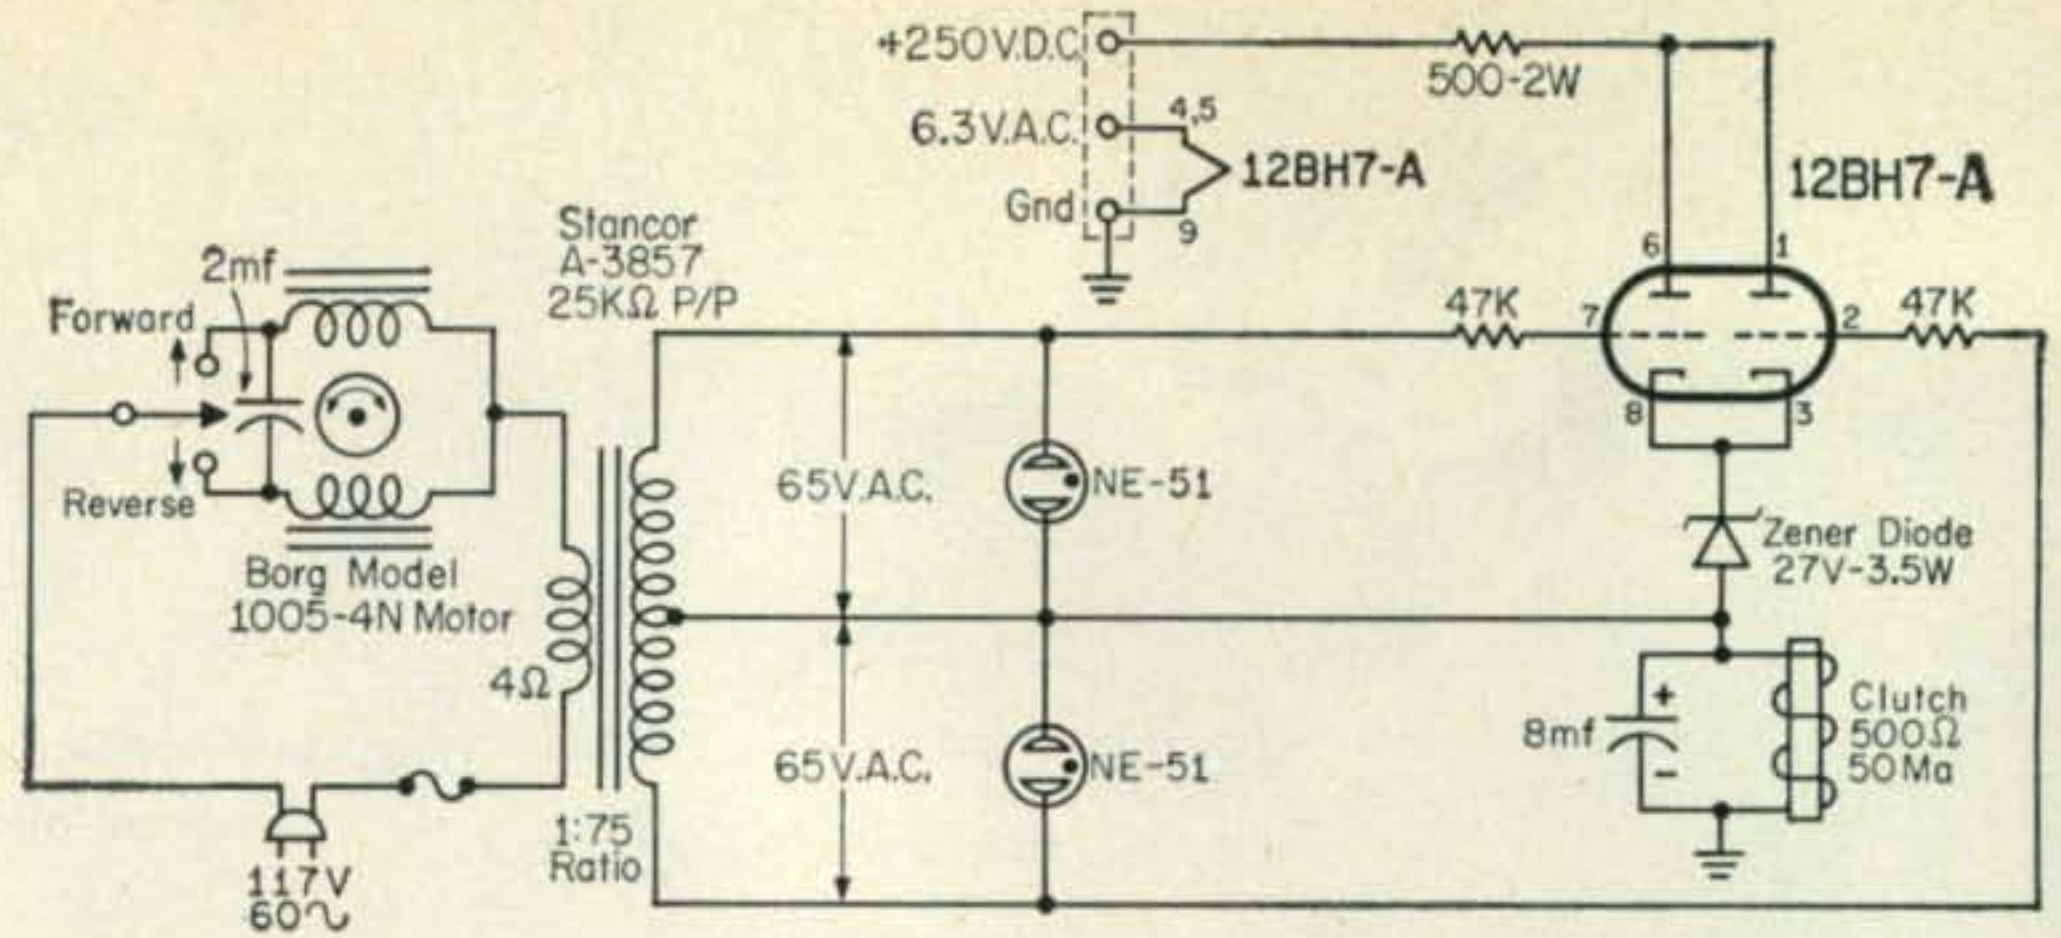 +250V.D.C.
500-2W
6.3V.A.C.
4,5
12BH7-A
Gnd
9
12BH7-A
6
1
Stancor
A-3857
25KΩ P/P
2mf
Forward
Reverse
Borg Model
1005-4N Motor
4Ω
1:75
Ratio
117V
60~
65V.A.C.
NE-51
65V.A.C.
NE-51
47K
7
2
47K
8
3
Zener Diode
27V-3.5W
+
8mf
-
Clutch
500Ω
50Ma